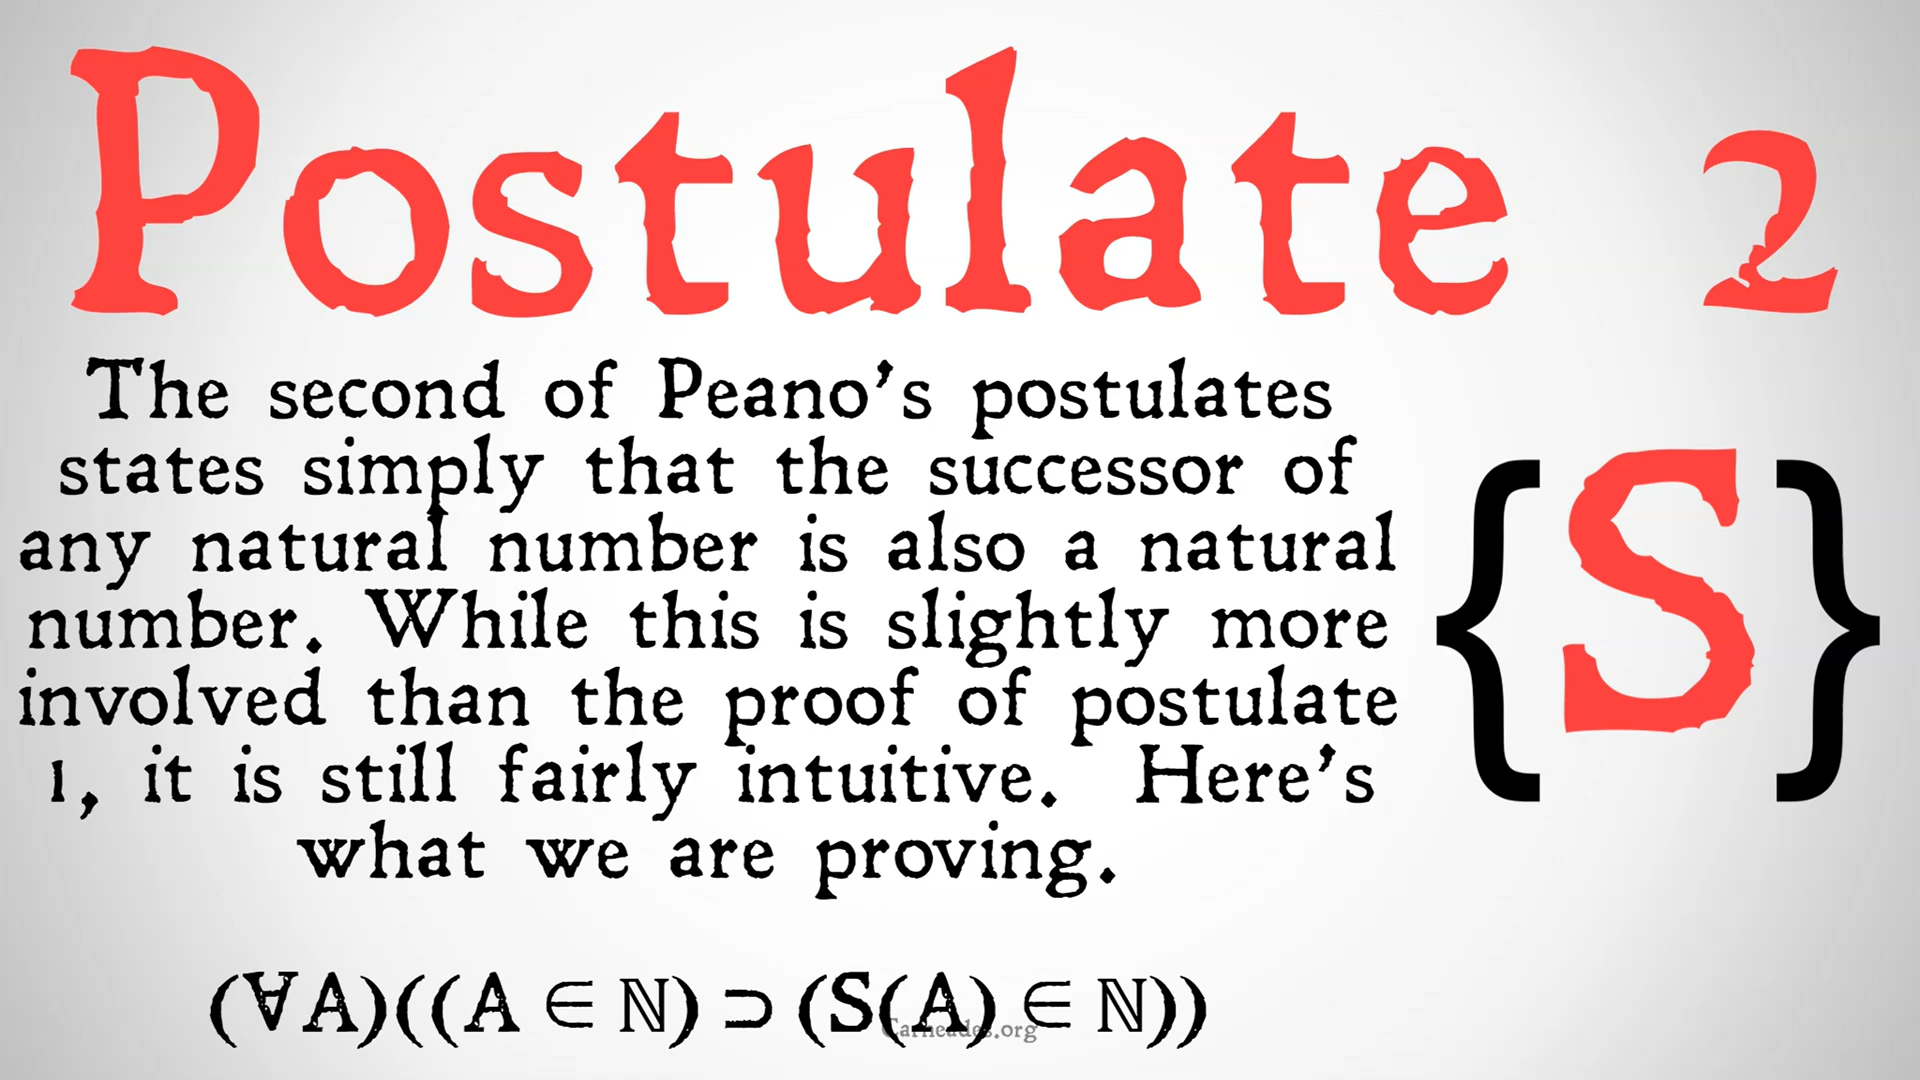 Postulate 2
The second of Peano's postulates
states simply that the successor of
any natural number is also a natural
number. While this is slightly more
involved than the proof of postulate
1, it is still fairly intuitive. Here's
what we are proving.
{S}
(∀A)((A ∈ ℕ) ⊃ (S(A) ∈ ℕ))
Carneades.org